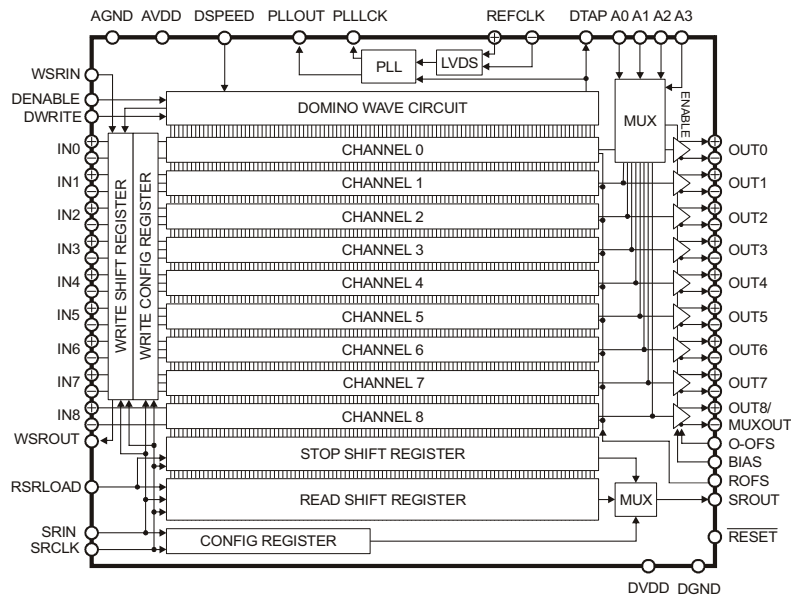 AGND AVDD DSPEED PLLOUT PLLLCK REFCLK DTAP A0 A1 A2 A3
WSRIN
DENABLE
DWRITE
PLL
LVDS
MUX
ENABLE
DOMINO WAVE CIRCUIT
WRITE SHIFT REGISTER
WRITE CONFIG REGISTER
IN0 CHANNEL 0 OUT0
IN1 CHANNEL 1 OUT1
IN2 CHANNEL 2 OUT2
IN3 CHANNEL 3 OUT3
IN4 CHANNEL 4 OUT4
IN5 CHANNEL 5 OUT5
IN6 CHANNEL 6 OUT6
IN7 CHANNEL 7 OUT7
IN8 CHANNEL 8 OUT8/
MUXOUT
WSROUT STOP SHIFT REGISTER O-OFS
BIAS
ROFS
RSRLOAD READ SHIFT REGISTER MUX SROUT
SRIN CONFIG REGISTER RESET
SRCLK
DVDD DGND